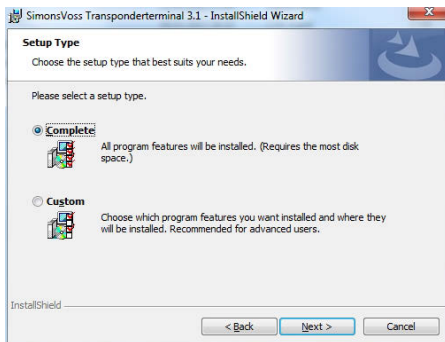 SimonsVoss Transponderterminal 3.1 - InstallShield Wizard
Setup Type
Choose the setup type that best suits your needs.
Please select a setup type.
Complete
All program features will be installed. (Requires the most disk
space.)
Custom
Choose which program features you want installed and where they
will be installed. Recommended for advanced users.
InstallShield
< Back
Next >
Cancel